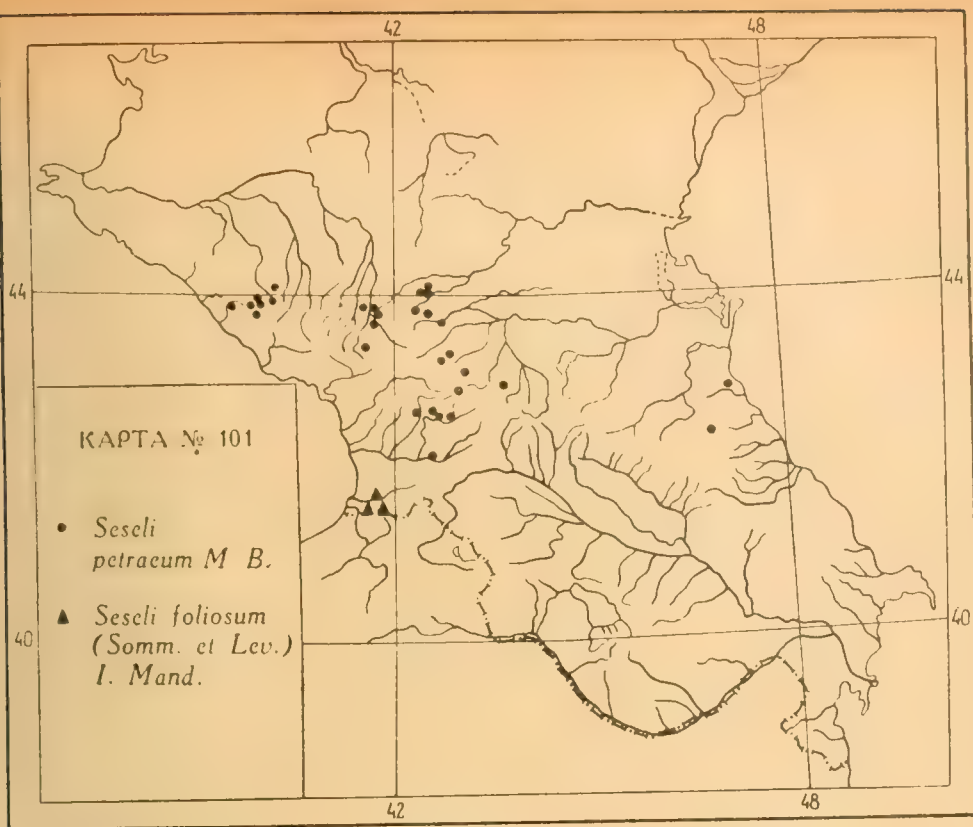 42 48
44 44
КАРТА № 101
Seseli
petraeum M B.
Seseli foliosum
(Somm. et Lev.)
I. Mand.
40 40
42 48